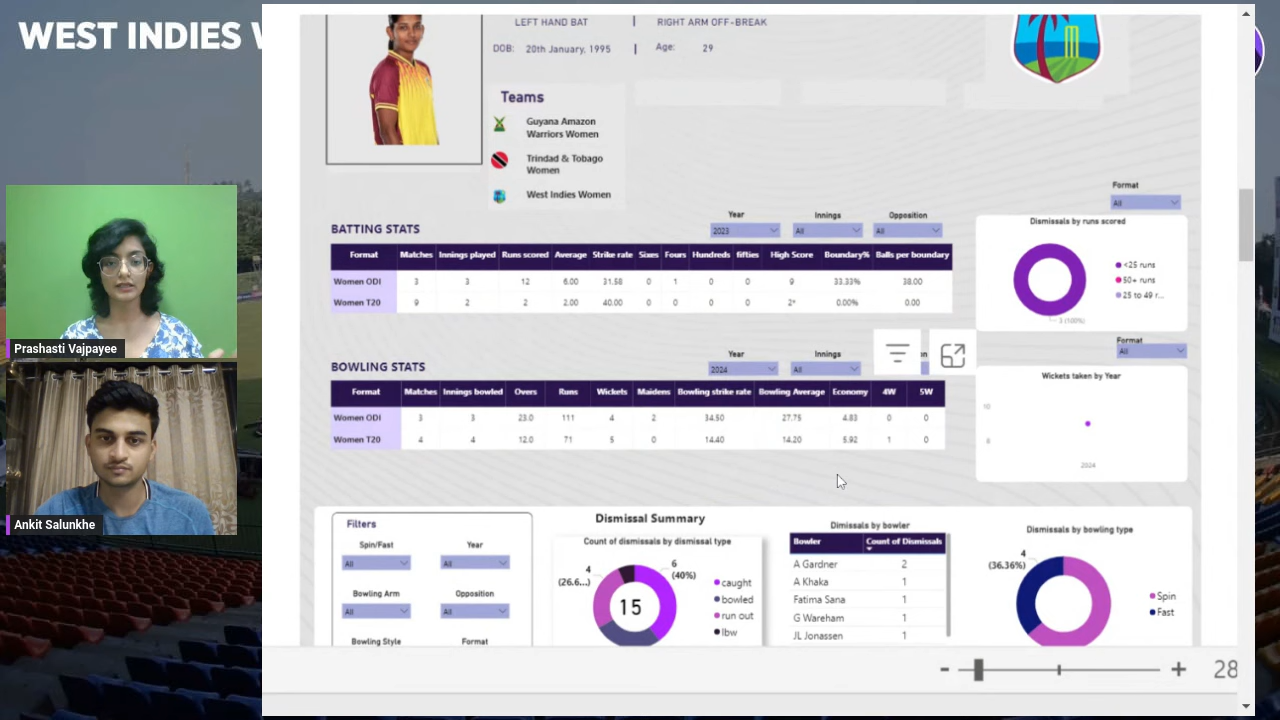 WEST INDIES W
LEFT HAND BAT | RIGHT ARM OFF-BREAK
DOB: 20th January, 1995 | Age: 29
Teams
Guyana Amazon
Warriors Women
Trindad & Tobago
Women
West Indies Women
Format
All
BATTING STATS
Year Innings Opposition
2023 All All
Format Matches Innings played Runs scored Average Strike rate Sixes Fours Hundreds fifties High Score Boundary% Balls per boundary
Women ODI 3 3 12 6.00 31.58 0 1 0 0 9 33.33% 38.00
Women T20 9 2 2 2.00 40.00 0 0 0 0 2* 0.00% 0.00
Dismissals by runs scored
<25 runs
50+ runs
25 to 49 r...
3 (100%)
Prashasti Vajpayee
BOWLING STATS
Year Innings
2024 All
Format Matches Innings bowled Overs Runs Wickets Maidens Bowling strike rate Bowling Average Economy 4W 5W
Women ODI 3 3 23.0 111 4 2 34.50 27.75 4.83 0 0
Women T20 4 4 12.0 71 5 0 14.40 14.20 5.92 1 0
Format
All
Wickets taken by Year
10
8
2024
Ankit Salunkhe
Filters
Spin/Fast Year
All All
Bowling Arm Opposition
All All
Bowling Style Format
Dismissal Summary
Count of dismissals by dismissal type
4
(26.6...)
6
(40%)
15
caught
bowled
run out
lbw
Dimissals by bowler
Bowler Count of Dismissals
A Gardner 2
A Khaka 1
Fatima Sana 1
G Wareham 1
JL Jonassen 1
Dismissals by bowling type
4
(36.36%)
Spin
Fast
- + 28